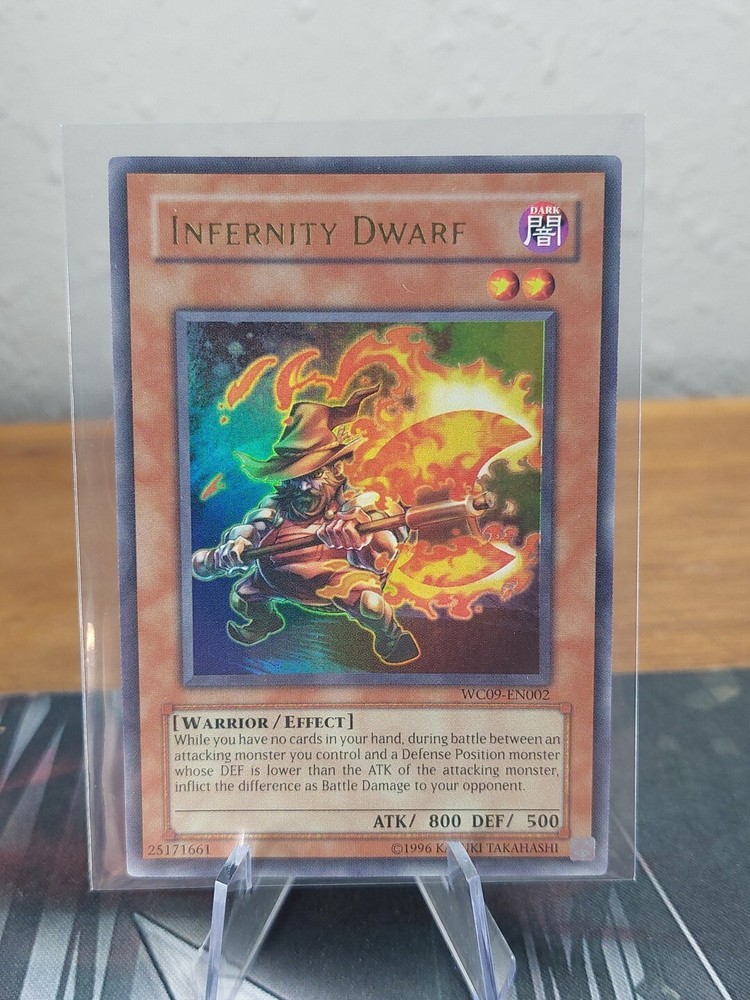 Infernity Dwarf
DARK
闇
WC09-EN002
[Warrior / Effect]
While you have no cards in your hand, during battle between an
attacking monster you control and a Defense Position monster
whose DEF is lower than the ATK of the attacking monster,
inflict the difference as Battle Damage to your opponent.
ATK/ 800 DEF/ 500
25171661
©1996 KAZUKI TAKAHASHI